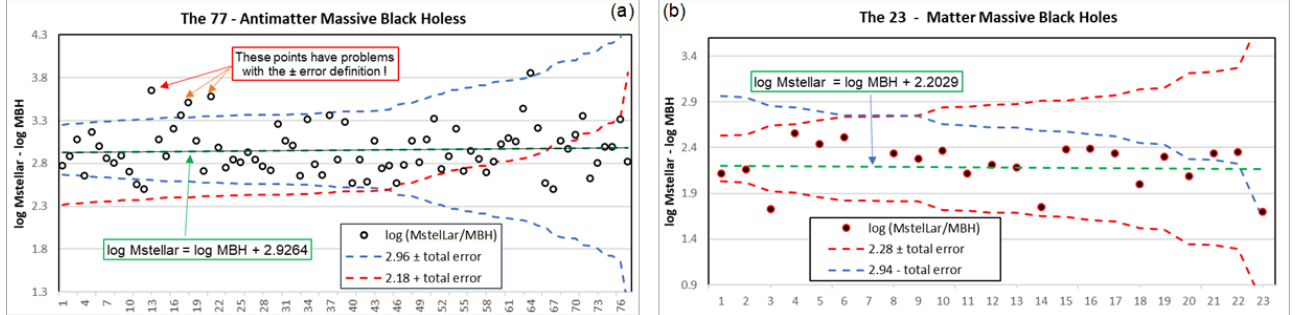 The 77 - Antimatter Massive Black Holess
(a)
log Mstellar - log MBH
4.3
3.8
3.3
2.8
2.3
1.8
1.3
These points have problems
with the ± error definition !
log Mstellar = log MBH + 2.9264
log (MstelLar/MBH)
2.96 ± total error
2.18 + total error
1 4 7 10 13 16 19 22 25 28 31 34 37 40 43 46 49 52 55 58 61 64 67 70 73 76
(b)
The 23 - Matter Massive Black Holes
log Mstellar - log MBH
3.4
2.9
2.4
1.9
1.4
0.9
log Mstellar = log MBH + 2.2029
log (MstelLar/MBH)
2.28 ± total error
2.94 - total error
1 2 3 4 5 6 7 8 9 10 11 12 13 14 15 16 17 18 19 20 21 22 23